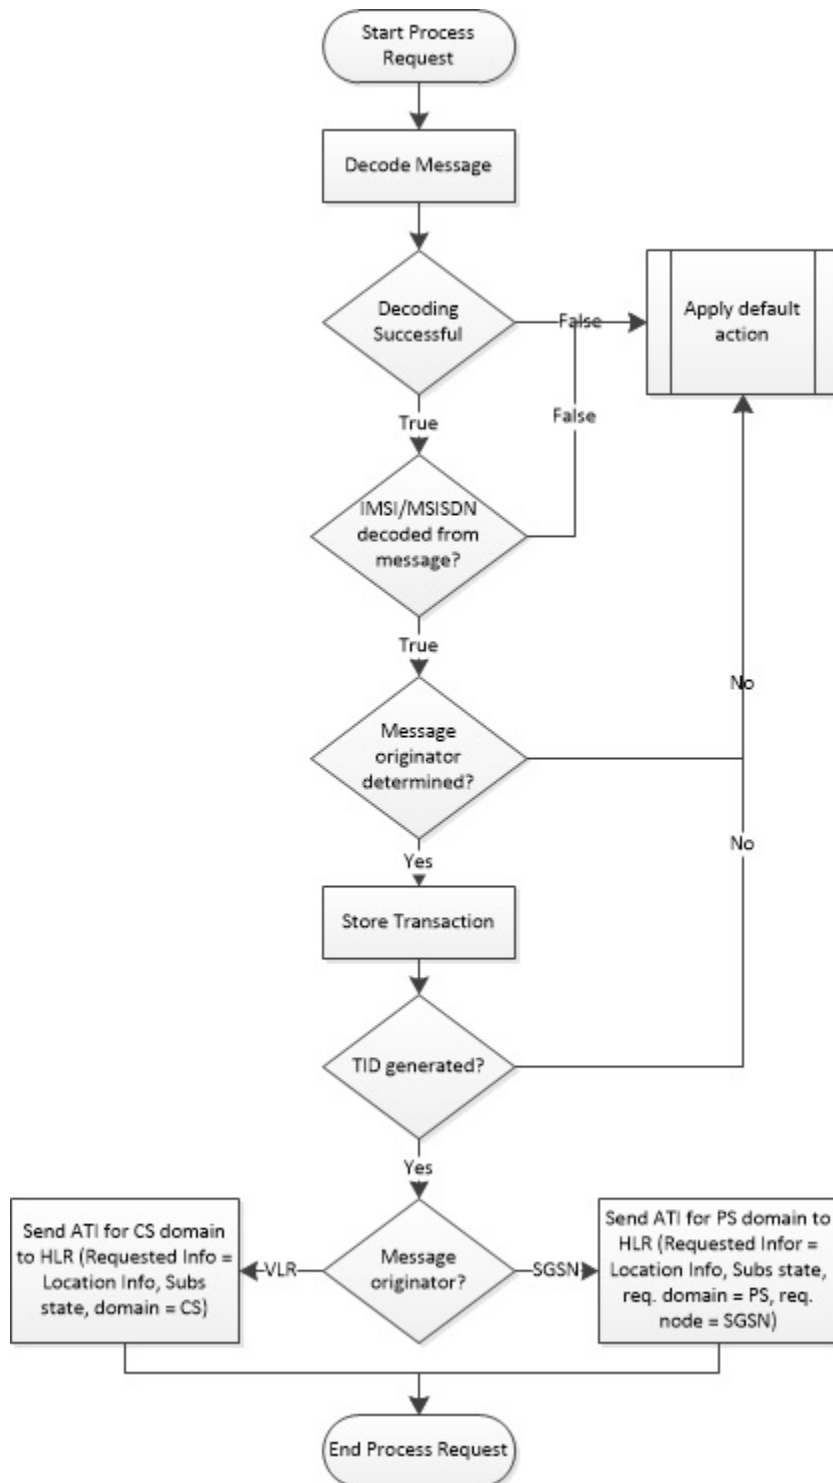 Start Process
Request
Decode Message
Decoding
Successful
False
Apply default
action
True
False
IMSI/MSISDN
decoded from
message?
True
Message
originator
determined?
No
Yes
No
Store Transaction
TID generated?
Yes
Send ATI for CS domain
to HLR (Requested Info =
Location Info, Subs
state, domain = CS)
VLR
Message
originator?
SGSN
Send ATI for PS domain to
HLR (Requested Infor =
Location Info, Subs state,
req. domain = PS, req.
node = SGSN)
End Process Request